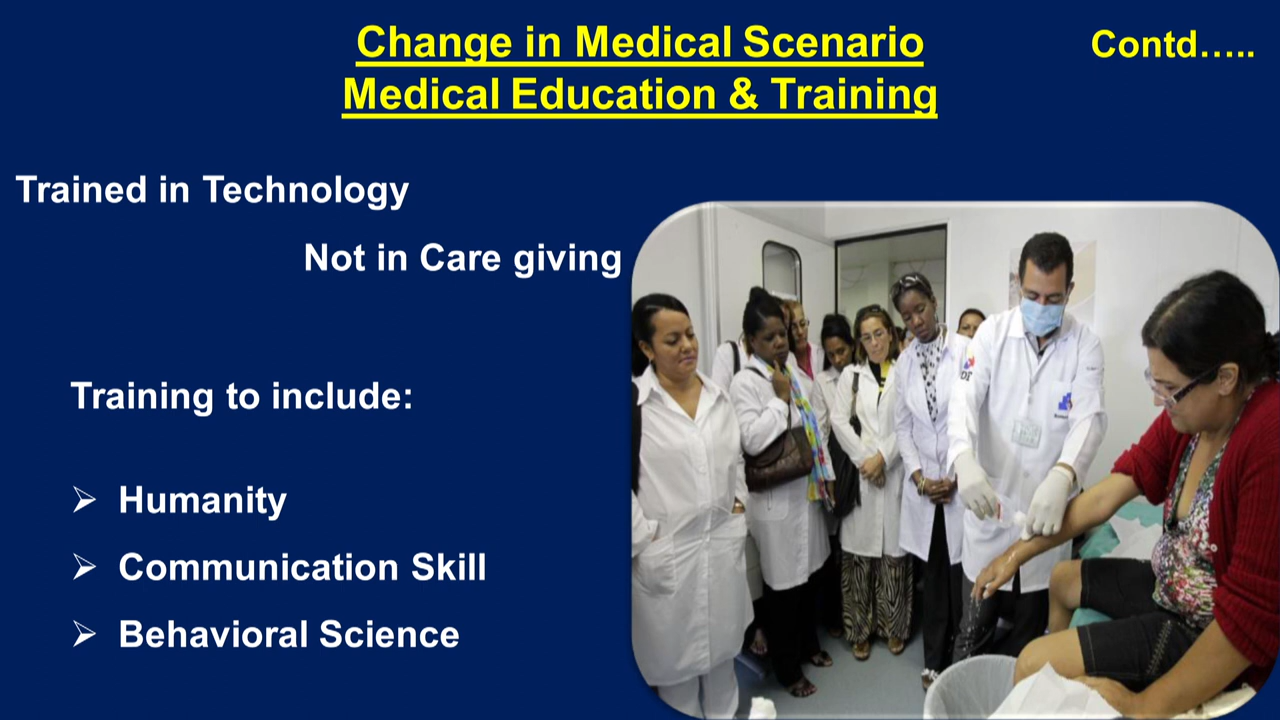 Change in Medical Scenario
Contd…..
Medical Education & Training
Trained in Technology
Not in Care giving
Training to include:
➢ Humanity
➢ Communication Skill
➢ Behavioral Science